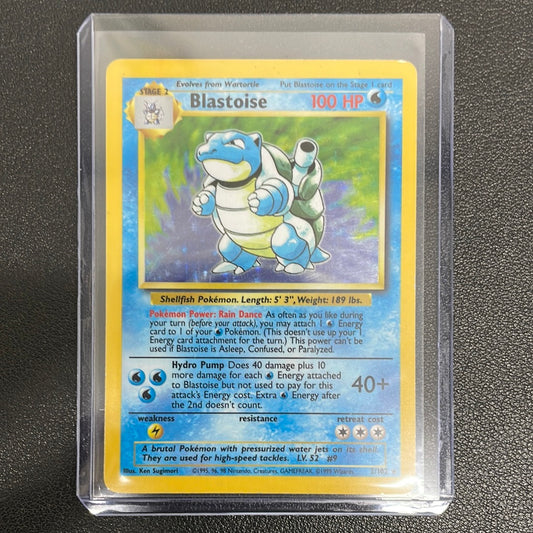 Evolves from Wartortle Put Blastoise on the Stage 1 card
STAGE 2
Blastoise 100 HP
Shellfish Pokémon. Length: 5' 3", Weight: 189 lbs.
Pokemon Power: Rain Dance As often as you like during
your turn (before your attack), you may attach 1 Energy
card to 1 of your Pokémon. (This doesn't use up your 1
Energy card attachment for the turn.) This power can't be
used if Blastoise is Asleep, Confused, or Paralyzed.
Hydro Pump Does 40 damage plus 10
more damage for each Energy attached
to Blastoise but not used to pay for this
attack's Energy cost. Extra Energy after
the 2nd doesn't count.
40+
weakness resistance retreat cost
A brutal Pokémon with pressurized water jets on its shell.
They are used for high-speed tackles. LV. 52 #9
Illus. Ken Sugimori ©1995, 96, 98 Nintendo, Creatures, GAMEFREAK. ©1999 Wizards. 2/102